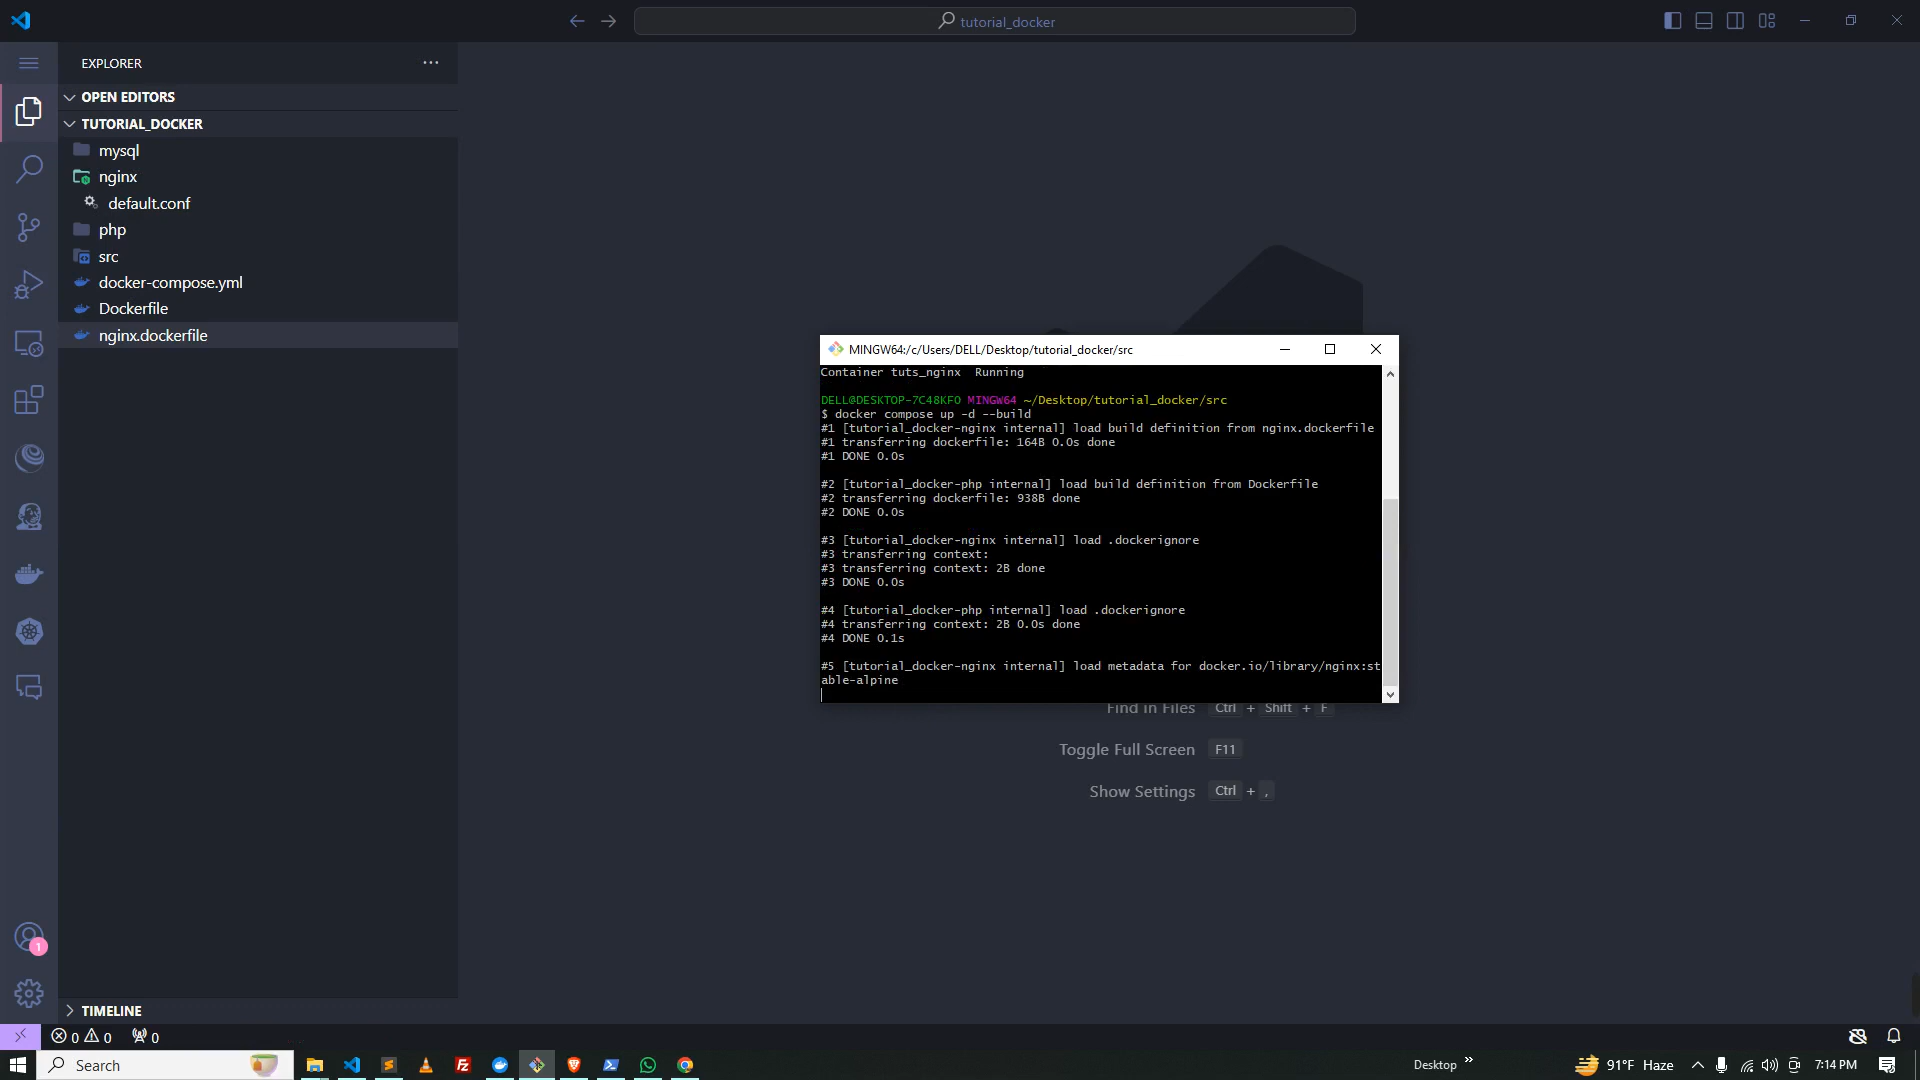 tutorial_docker
EXPLORER
OPEN EDITORS
TUTORIAL_DOCKER
mysql
nginx
default.conf
php
src
docker-compose.yml
Dockerfile
nginx.dockerfile
MINGW64:/c/Users/DELL/Desktop/tutorial_docker/src
Container tuts_nginx  Running
DELL@DESKTOP-7C48KFO MINGW64 ~/Desktop/tutorial_docker/src
$ docker compose up -d --build
#1 [tutorial_docker-nginx internal] load build definition from nginx.dockerfile
#1 transferring dockerfile: 164B 0.0s done
#1 DONE 0.0s
#2 [tutorial_docker-php internal] load build definition from Dockerfile
#2 transferring dockerfile: 938B done
#2 DONE 0.0s
#3 [tutorial_docker-nginx internal] load .dockerignore
#3 transferring context:
#3 transferring context: 2B done
#3 DONE 0.0s
#4 [tutorial_docker-php internal] load .dockerignore
#4 transferring context: 2B 0.0s done
#4 DONE 0.1s
#5 [tutorial_docker-nginx internal] load metadata for docker.io/library/nginx:st
able-alpine
Find in Files Ctrl + Shift + F
Toggle Full Screen F11
Show Settings Ctrl + ,
1
TIMELINE
0 0 0
Search
Desktop
91°F Haze
7:14 PM